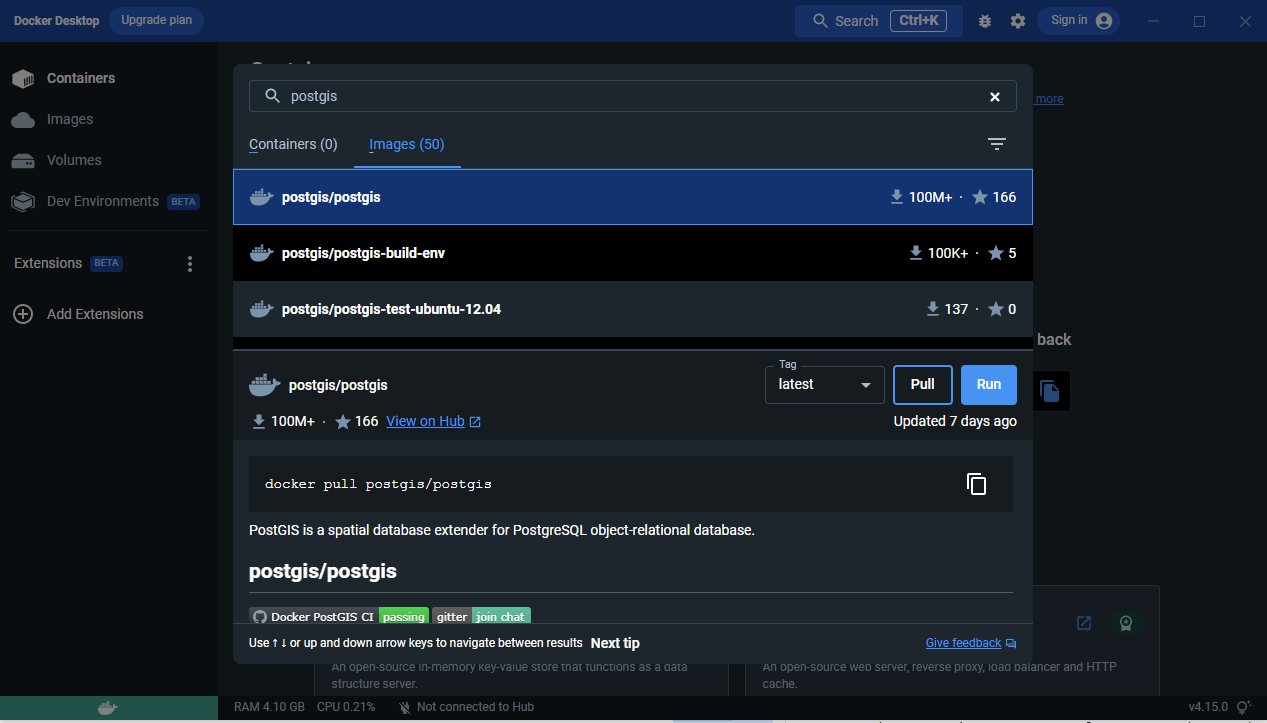 Docker Desktop Upgrade plan Search Ctrl+K Sign in
Containers
Images
Volumes
Dev Environments BETA
Extensions BETA
Add Extensions
more
postgis
Containers (0) Images (50)
postgis/postgis 100M+ · 166
postgis/postgis-build-env 100K+ · 5
postgis/postgis-test-ubuntu-12.04 137 · 0
back
postgis/postgis Tag latest Pull Run
100M+ · 166 View on Hub Updated 7 days ago
docker pull postgis/postgis
PostGIS is a spatial database extender for PostgreSQL object-relational database.
postgis/postgis
Docker PostGIS CI passing gitter join chat
Use ↑ ↓ or up and down arrow keys to navigate between results Next tip Give feedback
An open-source in-memory key-value store that functions as a data
structure server.
An open-source web server, reverse proxy, load balancer and HTTP
cache.
RAM 4.10 GB CPU 0.21% Not connected to Hub v4.15.0